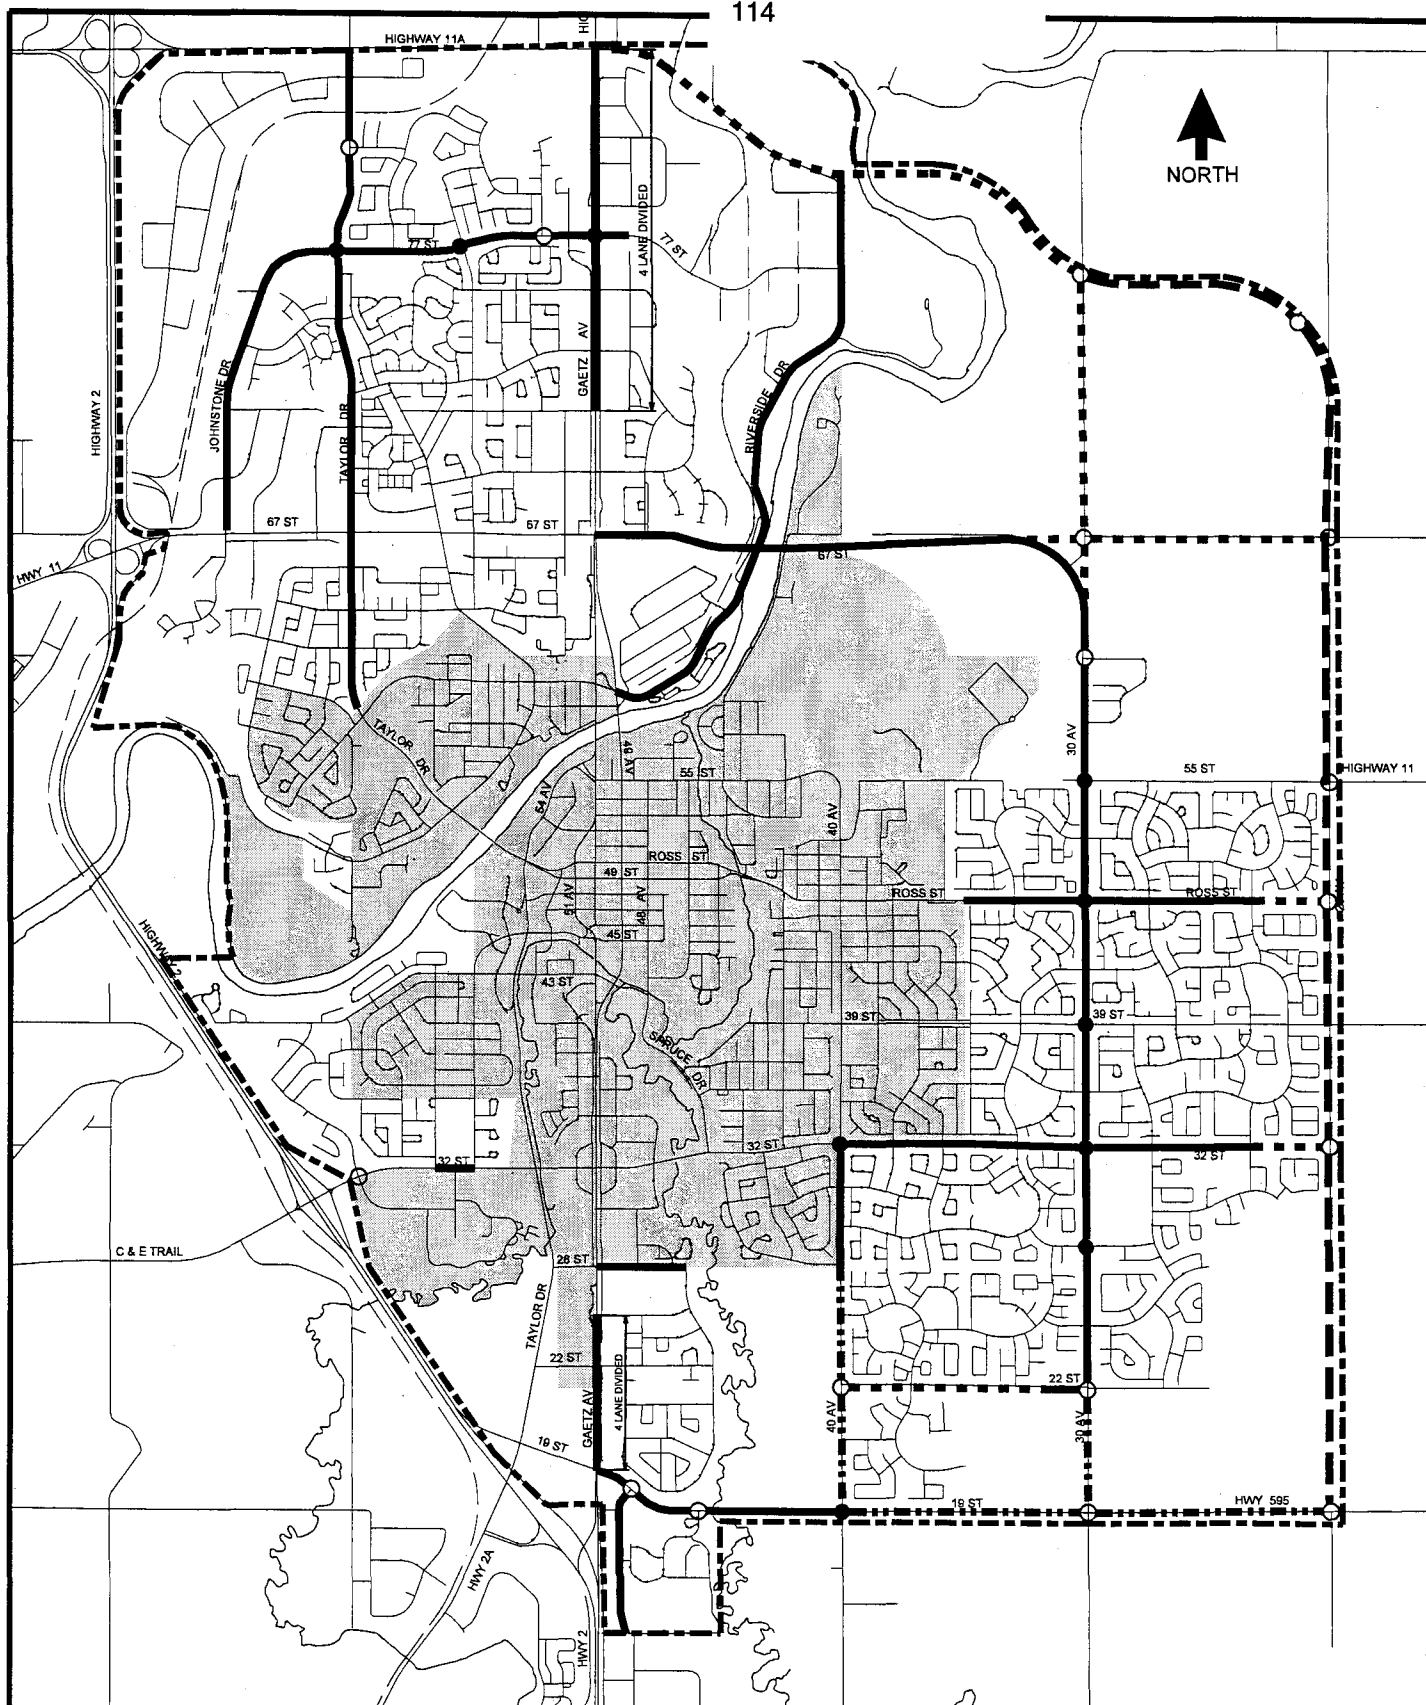 114
HIGHWAY 11A
NORTH
77 ST
4 LANE DIVIDED
77 ST
GAETZ AV
HIGHWAY 2
JOHNSTONE DR
TAYLOR DR
RIVERSIDE DR
67 ST
67 ST
67 ST
HWY 11
TAYLOR DR
49 AV
30 AV
55 ST
55 ST
HIGHWAY 11
54 AV
40 AV
ROSS ST
49 ST
ROSS ST
ROSS ST
51 AV
48 AV
45 ST
HIGHWAY 2
43 ST
39 ST
39 ST
SPRUCE DR
32 ST
32 ST
32 ST
C & E TRAIL
28 ST
TAYLOR DR
22 ST
4 LANE DIVIDED
22 ST
GAETZ AV
40 AV
30 AV
19 ST
19 ST
HWY 595
HWY 2A
HWY 2